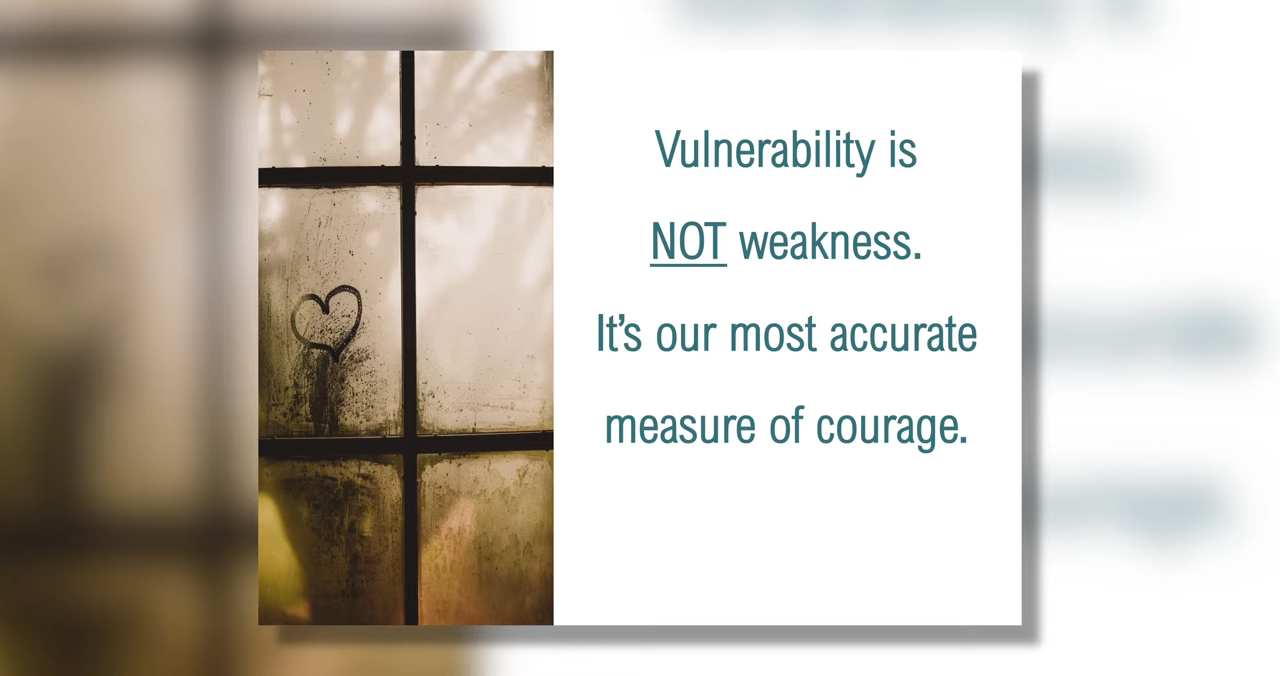 Vulnerability is
NOT weakness.
It’s our most accurate
measure of courage.